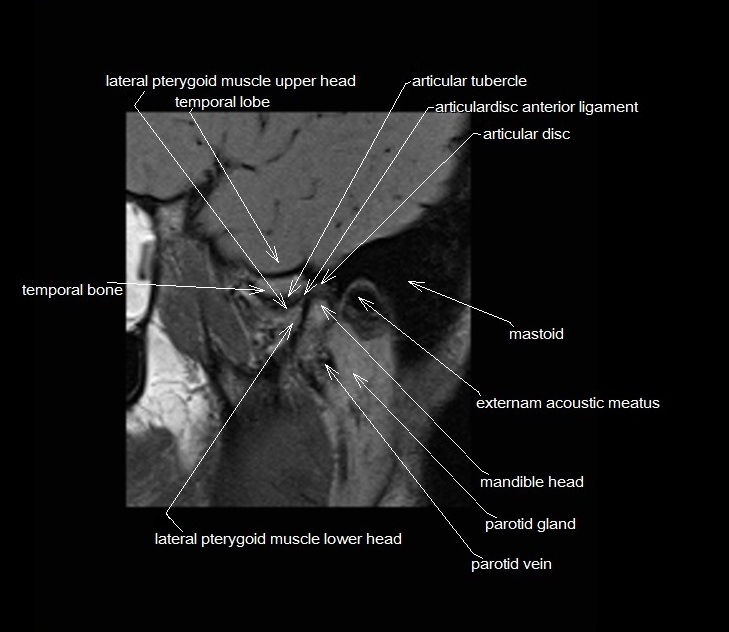 lateral pterygoid muscle upper head
articular tubercle
temporal lobe
articulardisc anterior ligament
articular disc
temporal bone
mastoid
externam acoustic meatus
mandible head
parotid gland
lateral pterygoid muscle lower head
parotid vein